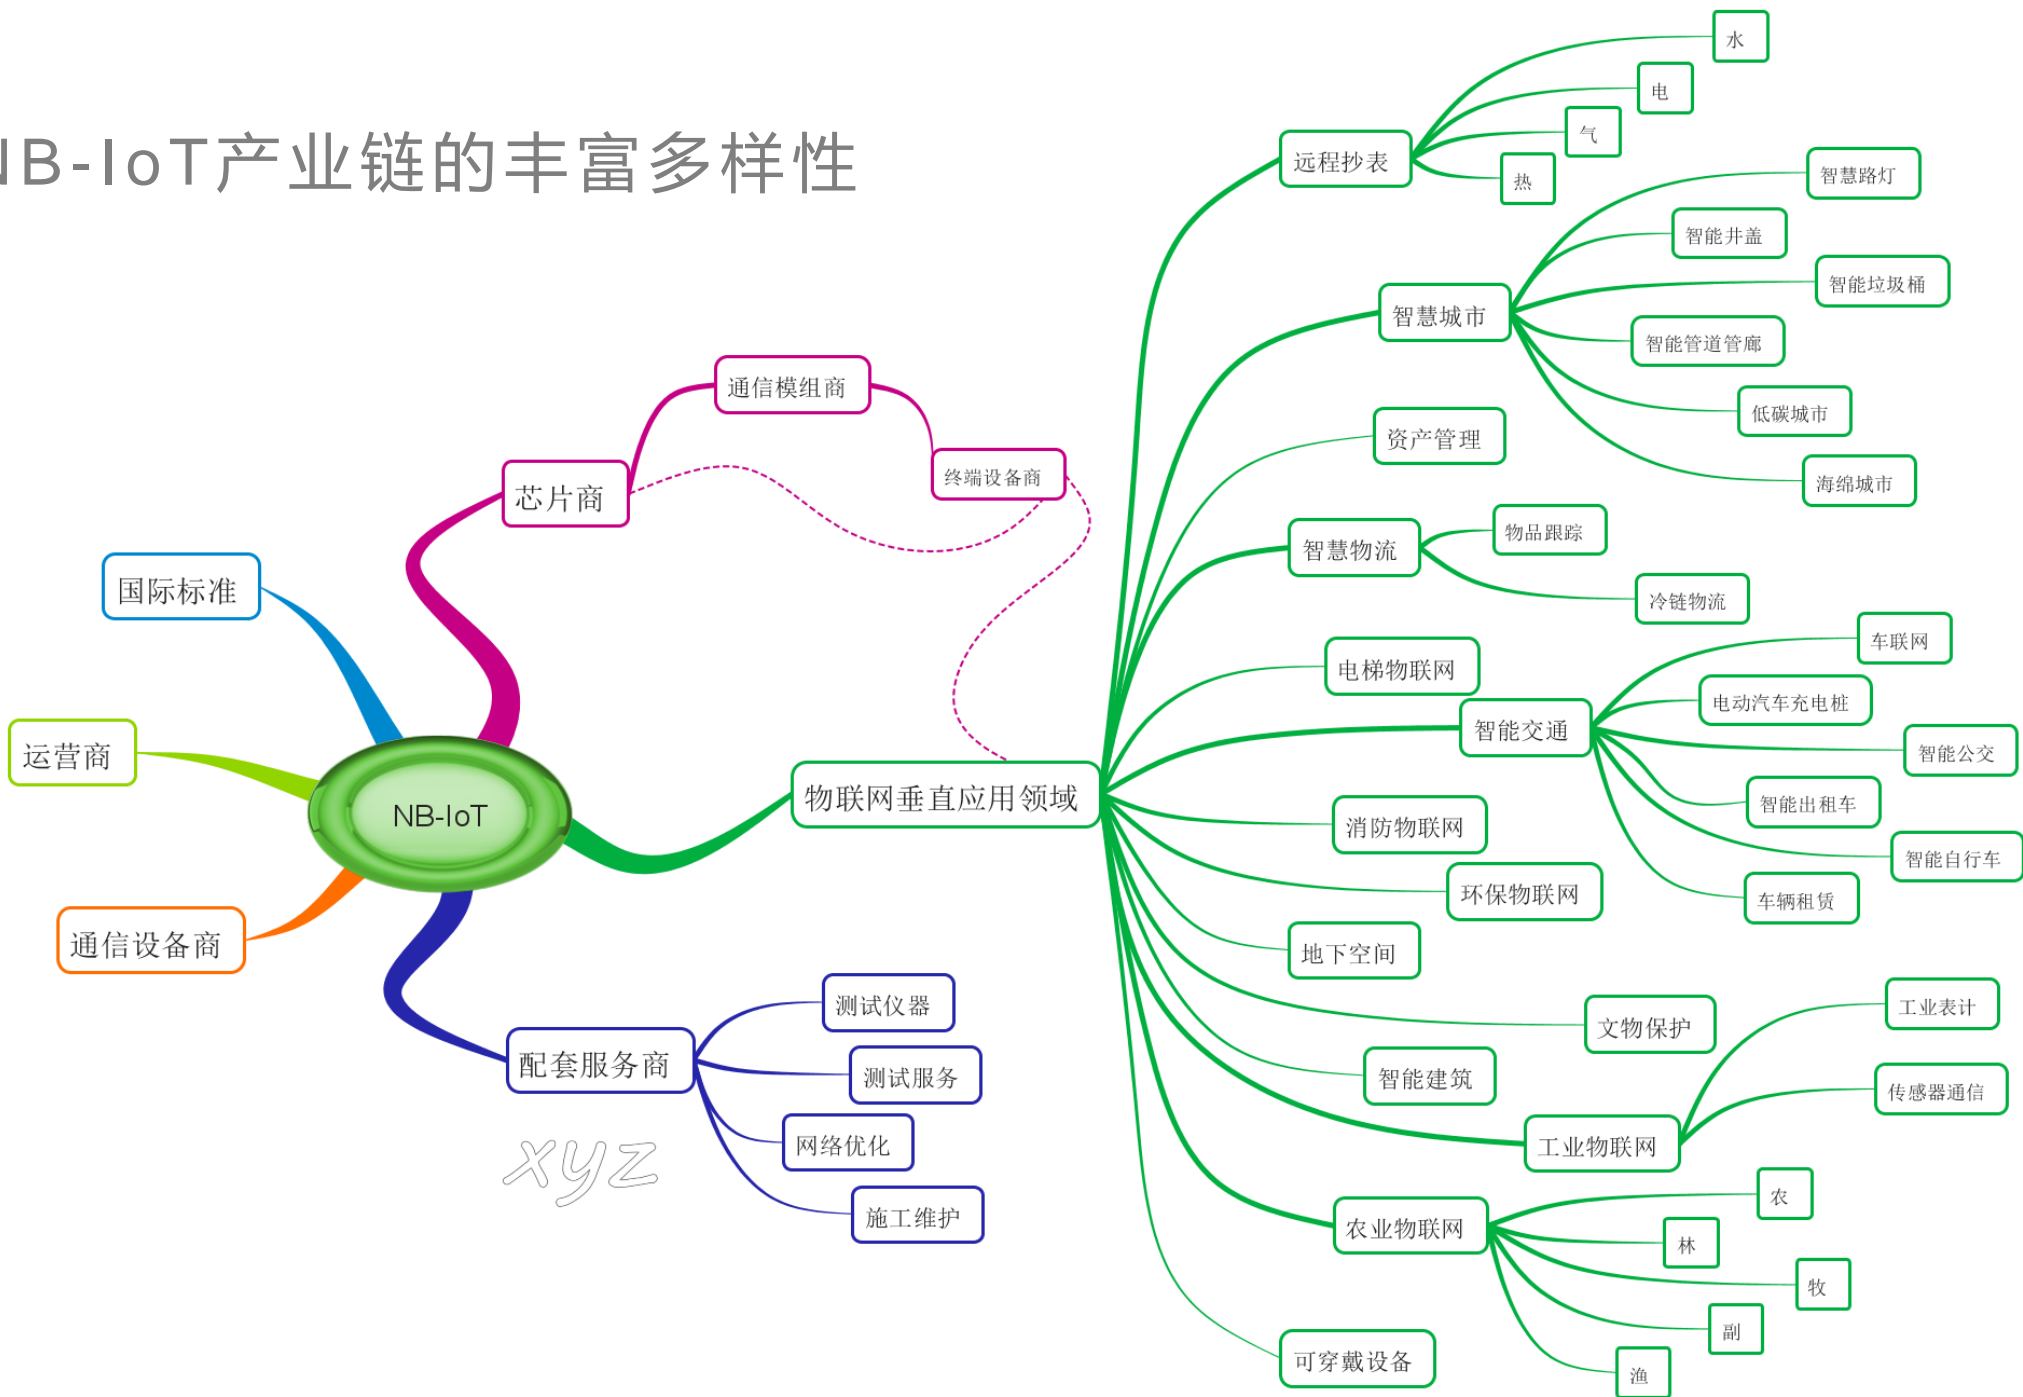 NB-IoT产业链的丰富多样性
NB-IoT
国际标准
运营商
通信设备商
芯片商
通信模组商
终端设备商
配套服务商
测试仪器
测试服务
网络优化
施工维护
xyz
物联网垂直应用领域
远程抄表
水
电
气
热
智慧城市
智慧路灯
智能井盖
智能垃圾桶
智能管道管廊
低碳城市
海绵城市
资产管理
智慧物流
物品跟踪
冷链物流
电梯物联网
智能交通
车联网
电动汽车充电桩
智能公交
智能出租车
智能自行车
车辆租赁
消防物联网
环保物联网
地下空间
文物保护
智能建筑
工业物联网
工业表计
传感器通信
农业物联网
农
林
牧
副
渔
可穿戴设备